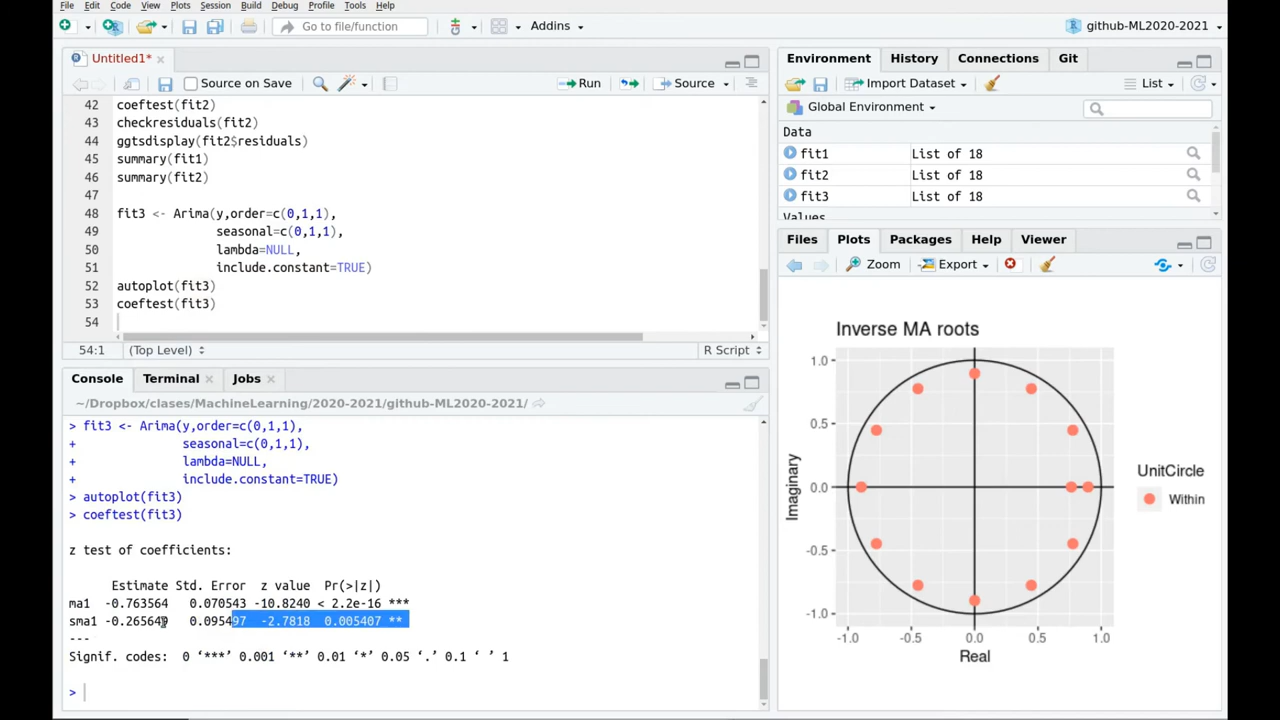 File Edit Code View Plots Session Build Debug Profile Tools Help
Go to file/function Addins github-ML2020-2021
Untitled1*
Source on Save Run Source
42 coeftest(fit2)
43 checkresiduals(fit2)
44 ggtsdisplay(fit2$residuals)
45 summary(fit1)
46 summary(fit2)
47
48 fit3 <- Arima(y,order=c(0,1,1),
49 seasonal=c(0,1,1),
50 lambda=NULL,
51 include.constant=TRUE)
52 autoplot(fit3)
53 coeftest(fit3)
54
54:1 (Top Level) R Script
Console Terminal Jobs
~/Dropbox/clases/MachineLearning/2020-2021/github-ML2020-2021/
> fit3 <- Arima(y,order=c(0,1,1),
+ seasonal=c(0,1,1),
+ lambda=NULL,
+ include.constant=TRUE)
> autoplot(fit3)
> coeftest(fit3)
z test of coefficients:
Estimate Std. Error z value Pr(>|z|)
ma1 -0.763564 0.070543 -10.8240 < 2.2e-16 ***
sma1 -0.265649 0.095497 -2.7818 0.005407 **
---
Signif. codes: 0 ‘***’ 0.001 ‘**’ 0.01 ‘*’ 0.05 ‘.’ 0.1 ‘ ’ 1
>
Environment History Connections Git
Import Dataset List
Global Environment
Data
fit1 List of 18
fit2 List of 18
fit3 List of 18
Values
Files Plots Packages Help Viewer
Zoom Export
Inverse MA roots
1.0
0.5
0.0
-0.5
-1.0
Imaginary
-1.0 -0.5 0.0 0.5 1.0
Real
UnitCircle
Within